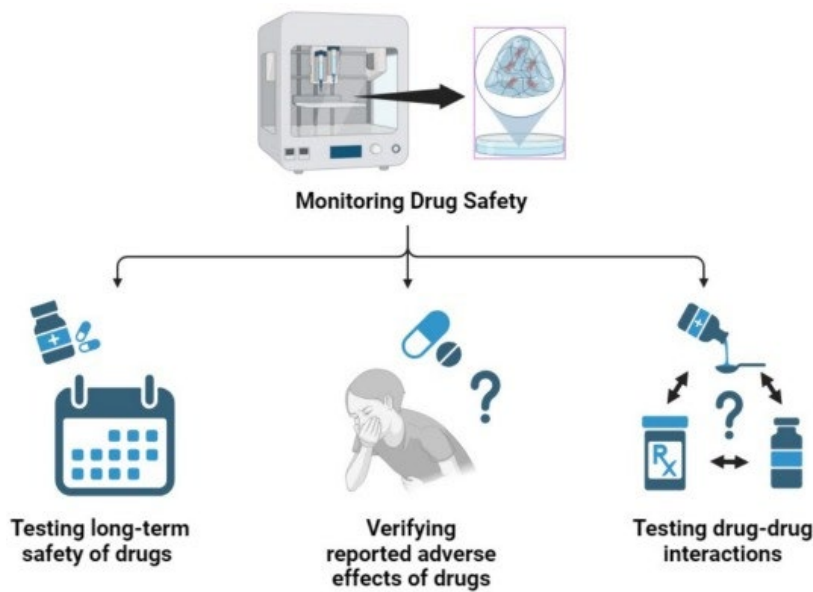 Monitoring Drug Safety
Rx
Testing long-term
safety of drugs
Verifying
reported adverse
effects of drugs
Testing drug-drug
interactions